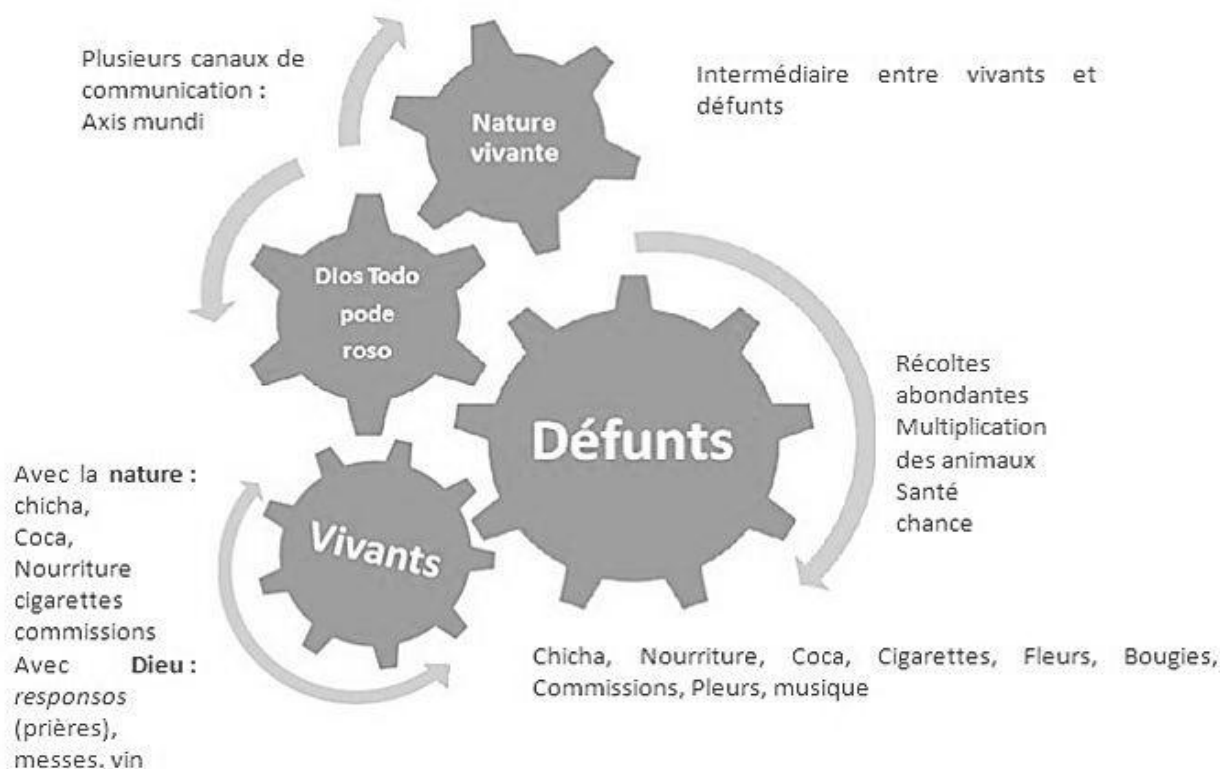 Plusieurs canaux de
communication :
Axis mundi
Nature
vivante
Intermédiaire entre vivants et
défunts
Dios Todo
pode
roso
Défunts
Récoltes
abondantes
Multiplication
des animaux
Santé
chance
Vivants
Avec la nature :
chicha,
Coca,
Nourriture
cigarettes
commissions
Avec Dieu :
responsos
(prières),
messes. vin
Chicha, Nourriture, Coca, Cigarettes, Fleurs, Bougies,
Commissions, Pleurs, musique